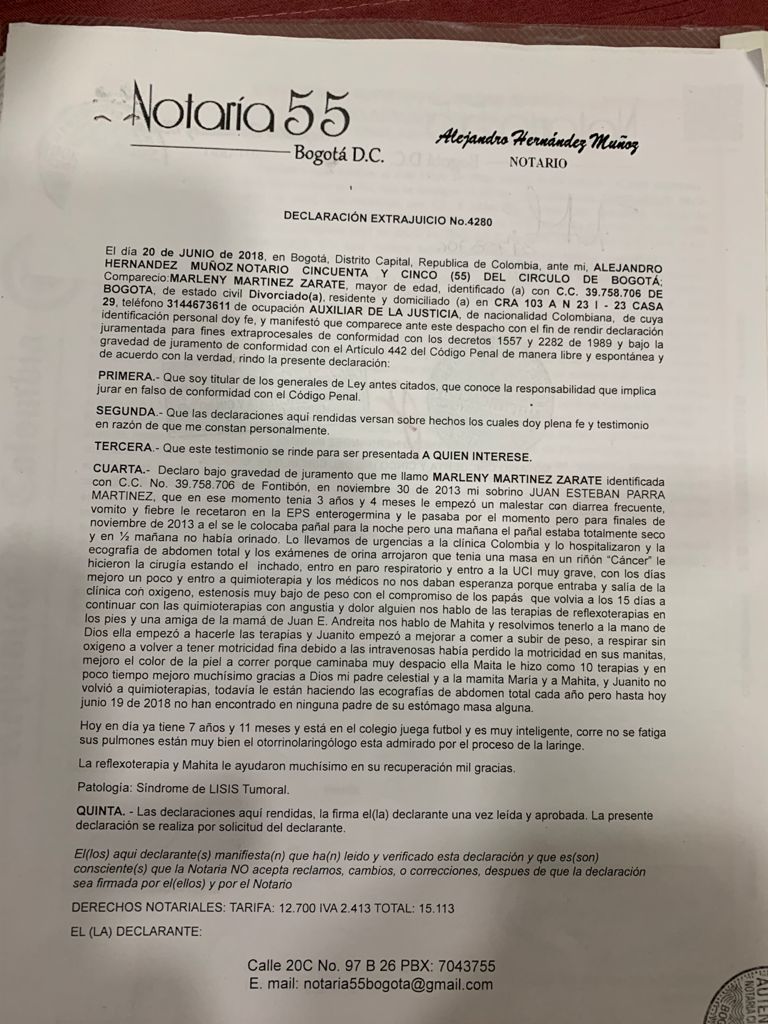 Notaría 55
Bogotá D.C.
Alejandro Hernández Muñoz
NOTARIO
DECLARACIÓN EXTRAJUICIO No.4280
El día 20 de JUNIO de 2018, en Bogotá, Distrito Capital, Republica de Colombia, ante mi, ALEJANDRO
HERNANDEZ MUÑOZ NOTARIO CINCUENTA Y CINCO (55) DEL CIRCULO DE BOGOTÁ;
Comparecio:MARLENY MARTINEZ ZARATE, mayor de edad, identificado (a) con C.C. 39.758.706 DE
BOGOTA, de estado civil Divorciado(a), residente y domiciliado (a) en CRA 103 A N 23 I - 23 CASA
29, teléfono 3144673611 de ocupación AUXILIAR DE LA JUSTICIA, de nacionalidad Colombiana, de cuya
identificación personal doy fe, y manifestó que comparece ante este despacho con el fin de rendir declaración
juramentada para fines extraprocesales de conformidad con los decretos 1557 y 2282 de 1989 y bajo la
gravedad de juramento de conformidad con el Artículo 442 del Código Penal de manera libre y espontánea y
de acuerdo con la verdad, rindo la presente declaración:
PRIMERA.- Que soy titular de los generales de Ley antes citados, que conoce la responsabilidad que implica
jurar en falso de conformidad con el Código Penal.
SEGUNDA.- Que las declaraciones aquí rendidas versan sobre hechos los cuales doy plena fe y testimonio
en razón de que me constan personalmente.
TERCERA.- Que este testimonio se rinde para ser presentada A QUIEN INTERESE.
CUARTA.- Declaro bajo gravedad de juramento que me llamo MARLENY MARTINEZ ZARATE identificada
con C.C. No. 39.758.706 de Fontibón, en noviembre 30 de 2013 mi sobrino JUAN ESTEBAN PARRA
MARTINEZ, que en ese momento tenia 3 años y 4 meses le empezó un malestar con diarrea frecuente,
vomito y fiebre le recetaron en la EPS enterogermina y le pasaba por el momento pero para finales de
noviembre de 2013 a el se le colocaba pañal para la noche pero una mañana el pañal estaba totalmente seco
y en ½ mañana no había orinado. Lo llevamos de urgencias a la clínica Colombia y lo hospitalizaron y la
ecografía de abdomen total y los exámenes de orina arrojaron que tenia una masa en un riñón "Cáncer" le
hicieron la cirugía estando el inchado, entro en paro respiratorio y entro a la UCI muy grave, con los días
mejoro un poco y entro a quimioterapia y los médicos no nos daban esperanza porque entraba y salía de la
clínica con oxigeno, estenosis muy bajo de peso con el compromiso de los papás que volvia a los 15 días a
continuar con las quimioterapias con angustia y dolor alguien nos hablo de las terapias de reflexoterapias en
los pies y una amiga de la mamá de Juan E. Andreita nos hablo de Mahita y resolvimos tenerlo a la mano de
Dios ella empezó a hacerle las terapias y Juanito empezó a mejorar a comer a subir de peso, a respirar sin
oxigeno a volver a tener motricidad fina debido a las intravenosas había perdido la motricidad en sus manitas,
mejoro el color de la piel a correr porque caminaba muy despacio ella Maita le hizo como 10 terapias y en
poco tiempo mejoro muchísimo gracias a Dios mi padre celestial y a la mamita Maria y a Mahita, y Juanito no
volvió a quimioterapias, todavía le están haciendo las ecografías de abdomen total cada año pero hasta hoy
junio 19 de 2018 no han encontrado en ninguna padre de su estómago masa alguna.
Hoy en día ya tiene 7 años y 11 meses y está en el colegio juega futbol y es muy inteligente, corre no se fatiga
sus pulmones están muy bien el otorrinolaringólogo esta admirado por el proceso de la laringe.
La reflexoterapia y Mahita le ayudaron muchísimo en su recuperación mil gracias.
Patología: Síndrome de LISIS Tumoral.
QUINTA. - Las declaraciones aquí rendidas, la firma el(la) declarante una vez leída y aprobada. La presente
declaración se realiza por solicitud del declarante.
El(los) aqui declarante(s) manifiesta(n) que ha(n) leido y verificado esta declaración y que es(son)
consciente(s) que la Notaria NO acepta reclamos, cambios, o correcciones, despues de que la declaración
sea firmada por el(ellos) y por el Notario
DERECHOS NOTARIALES: TARIFA: 12.700 IVA 2.413 TOTAL: 15.113
EL (LA) DECLARANTE:
Calle 20C No. 97 B 26 PBX: 7043755
E. mail: notaria55bogota@gmail.com